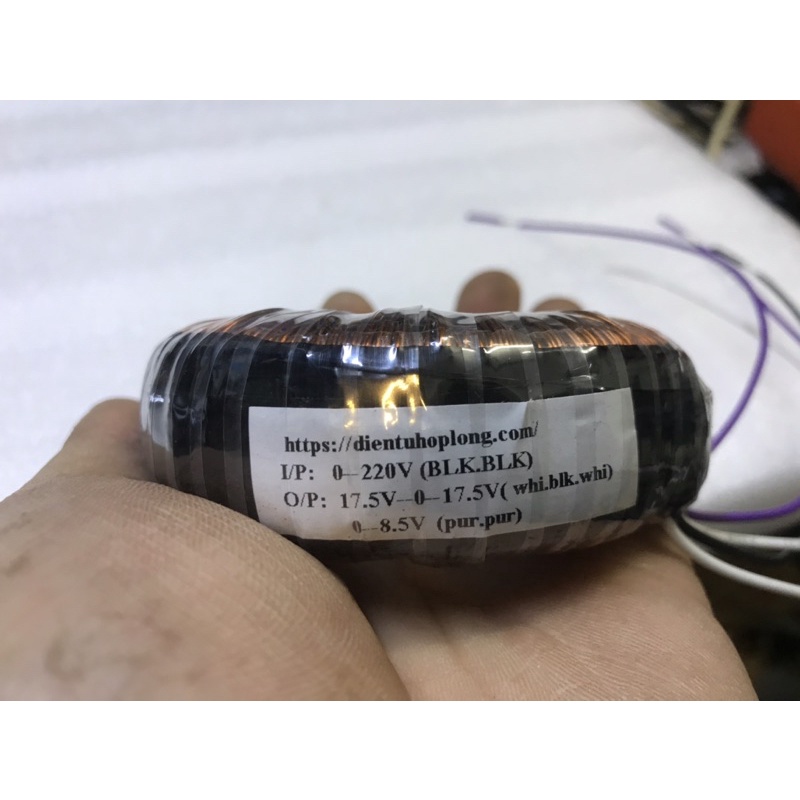 https://dientuhoplong.com/
I/P: 0—220V (BLK.BLK)
O/P: 17.5V—0—17.5V( whi.blk.whi)
0—8.5V (pur.pur)